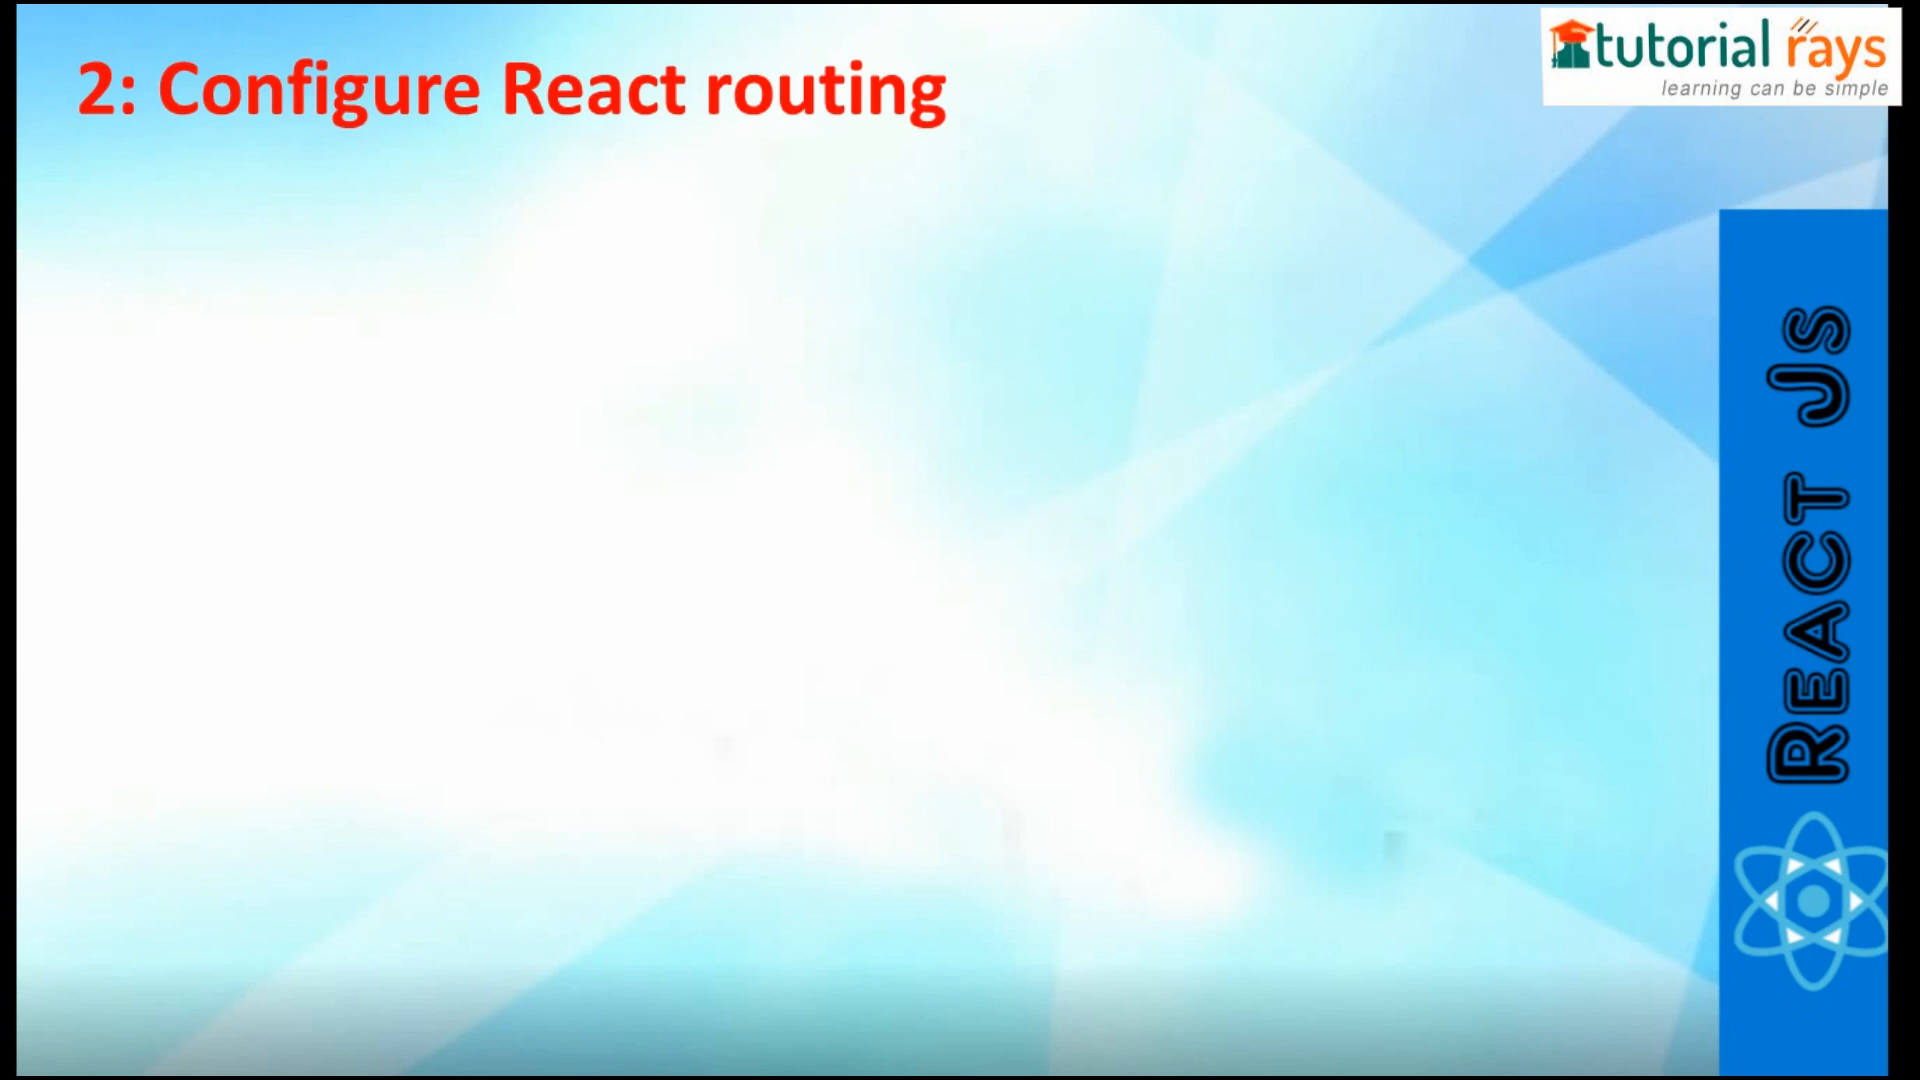 2: Configure React routing
tutorial rays
learning can be simple
REACT JS